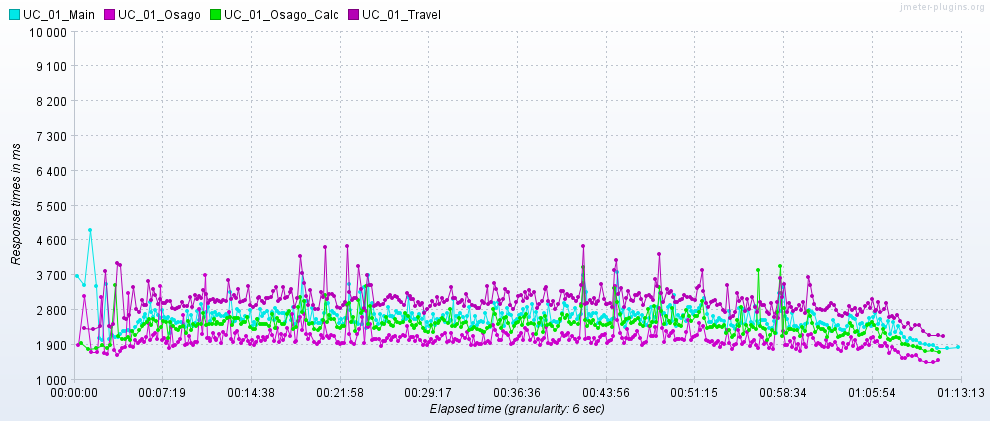 UC_01_Main UC_01_Osago UC_01_Osago_Calc UC_01_Travel
jmeter-plugins.org
10 000
9 100
8 200
7 300
6 400
5 500
4 600
3 700
2 800
1 900
1 000
Response times in ms
00:00:00 00:07:19 00:14:38 00:21:58 00:29:17 00:36:36 00:43:56 00:51:15 00:58:34 01:05:54 01:13:13
Elapsed time (granularity: 6 sec)